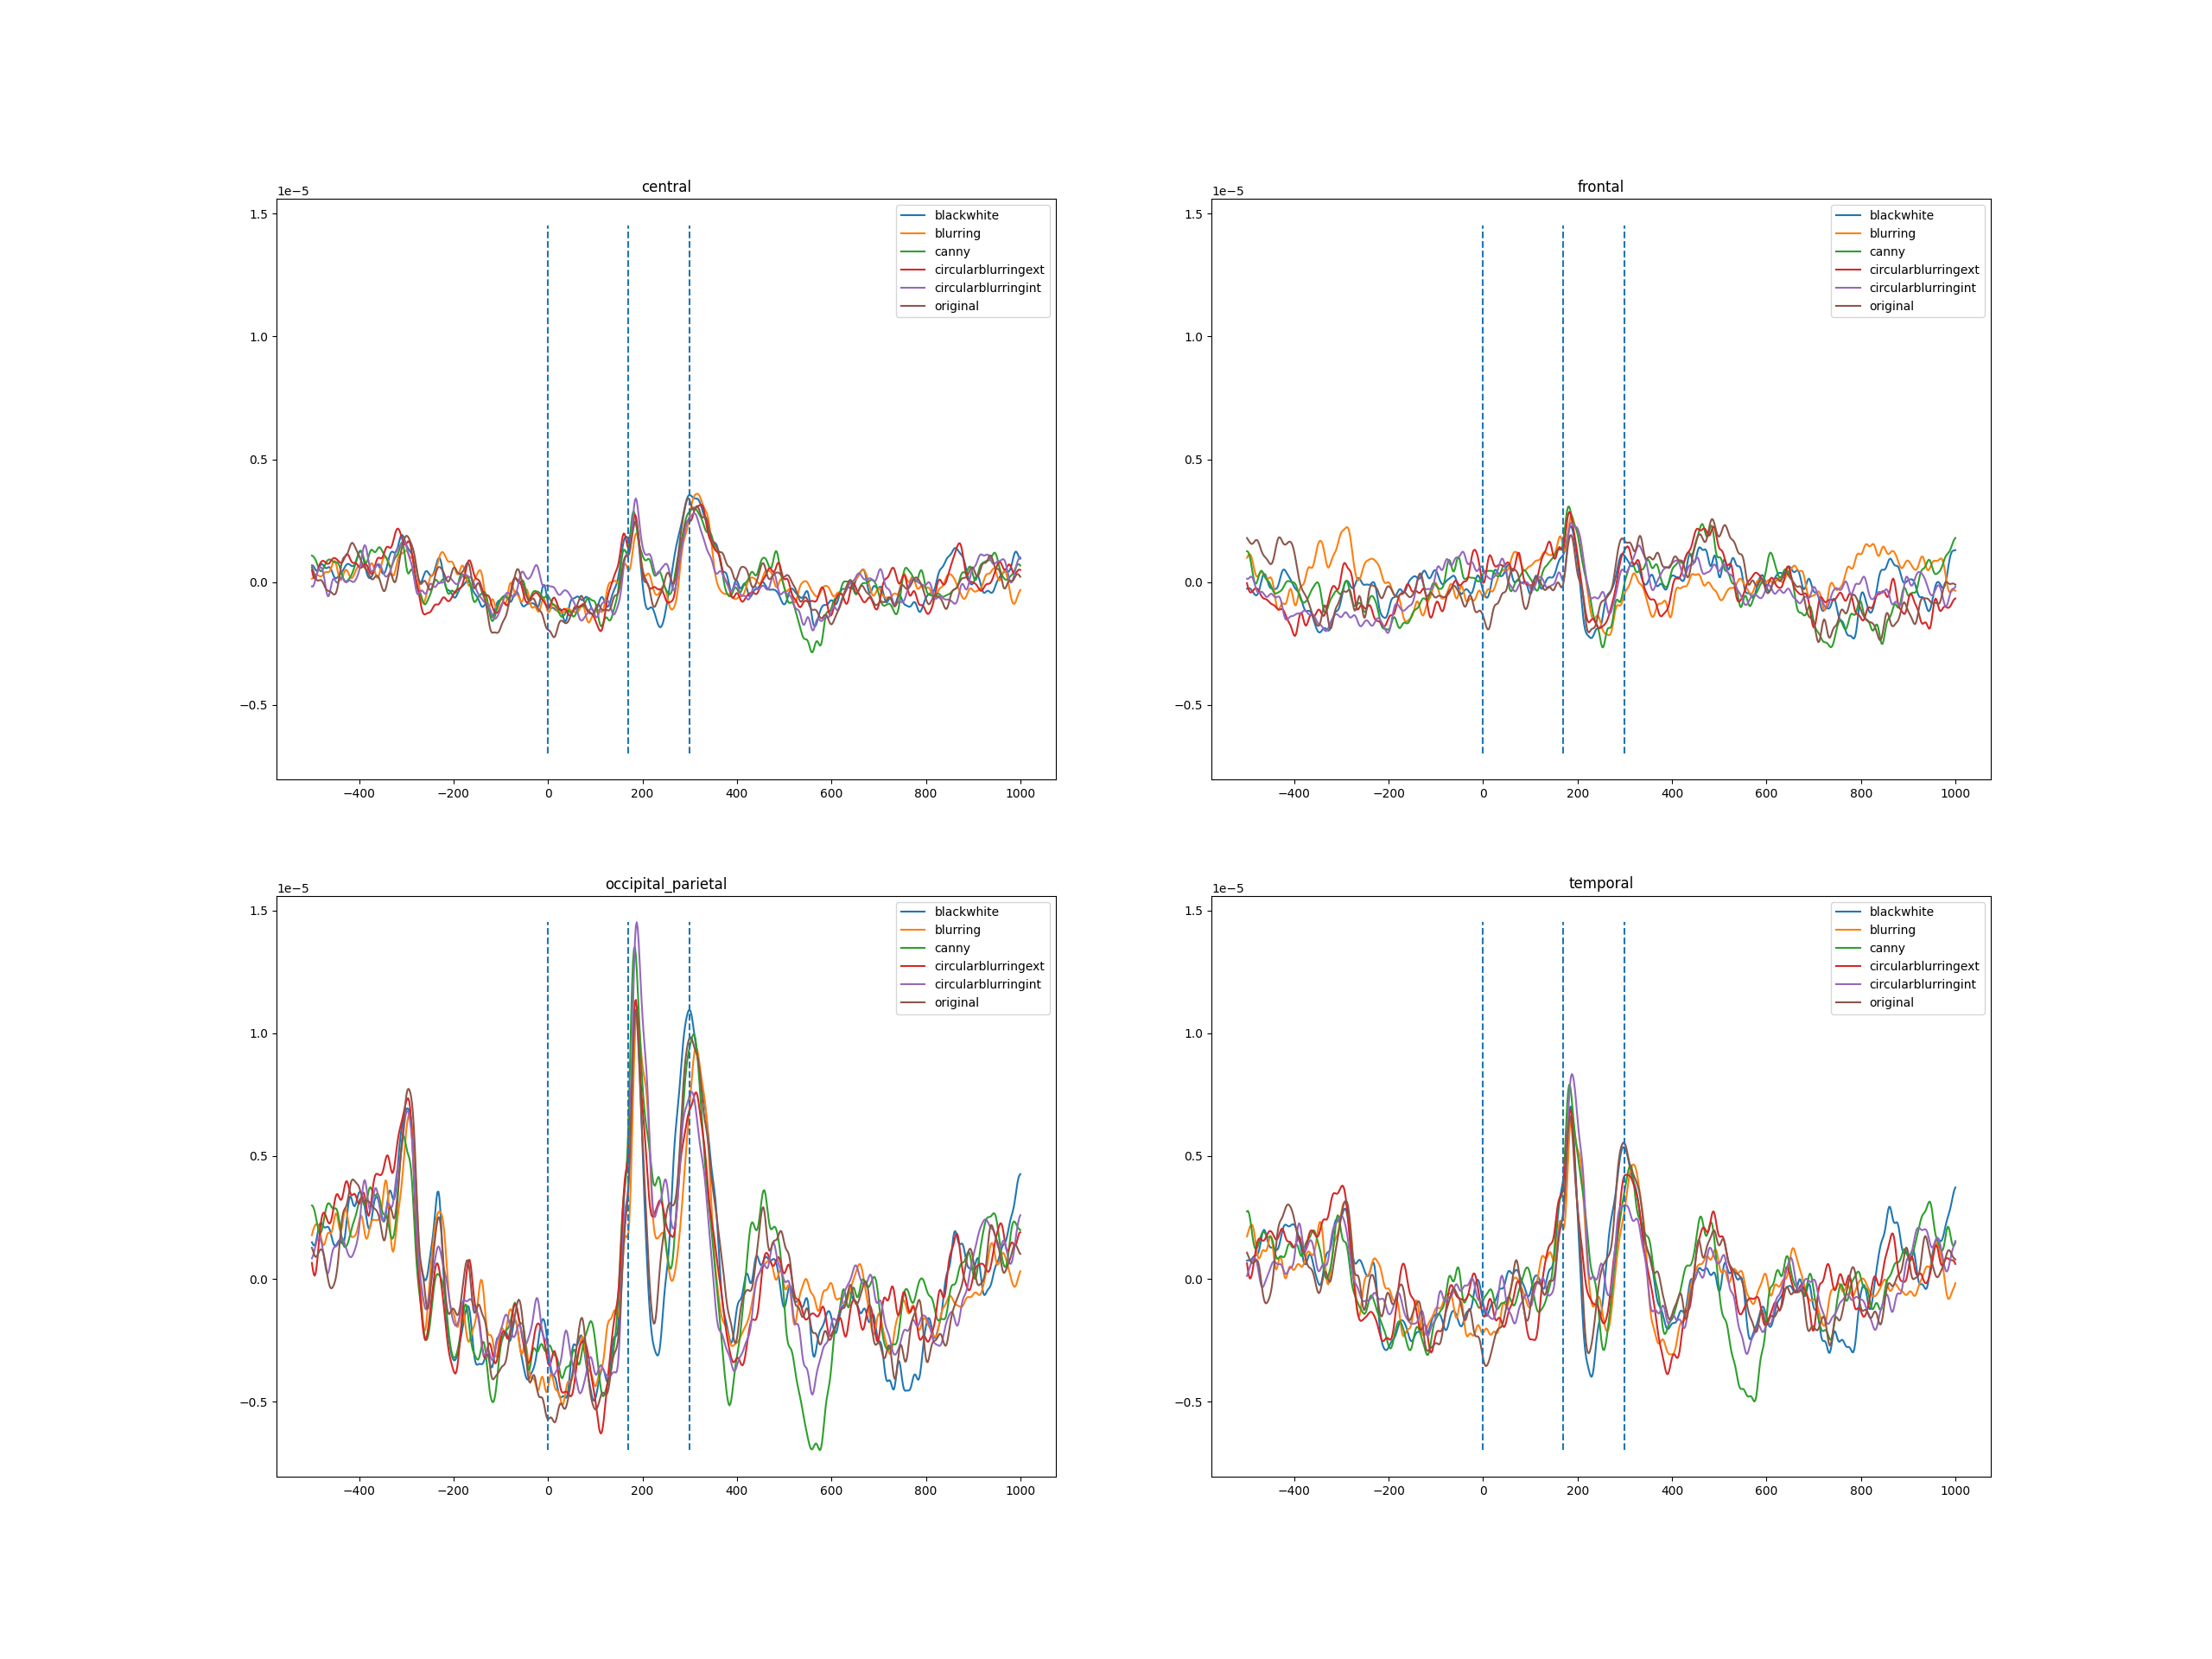 central
1e−5
1.5
1.0
0.5
0.0
−0.5
−400 −200 0 200 400 600 800 1000
blackwhite
blurring
canny
circularblurringext
circularblurringint
original
frontal
1e−5
1.5
1.0
0.5
0.0
−0.5
−400 −200 0 200 400 600 800 1000
blackwhite
blurring
canny
circularblurringext
circularblurringint
original
occipital_parietal
1e−5
1.5
1.0
0.5
0.0
−0.5
−400 −200 0 200 400 600 800 1000
blackwhite
blurring
canny
circularblurringext
circularblurringint
original
temporal
1e−5
1.5
1.0
0.5
0.0
−0.5
−400 −200 0 200 400 600 800 1000
blackwhite
blurring
canny
circularblurringext
circularblurringint
original